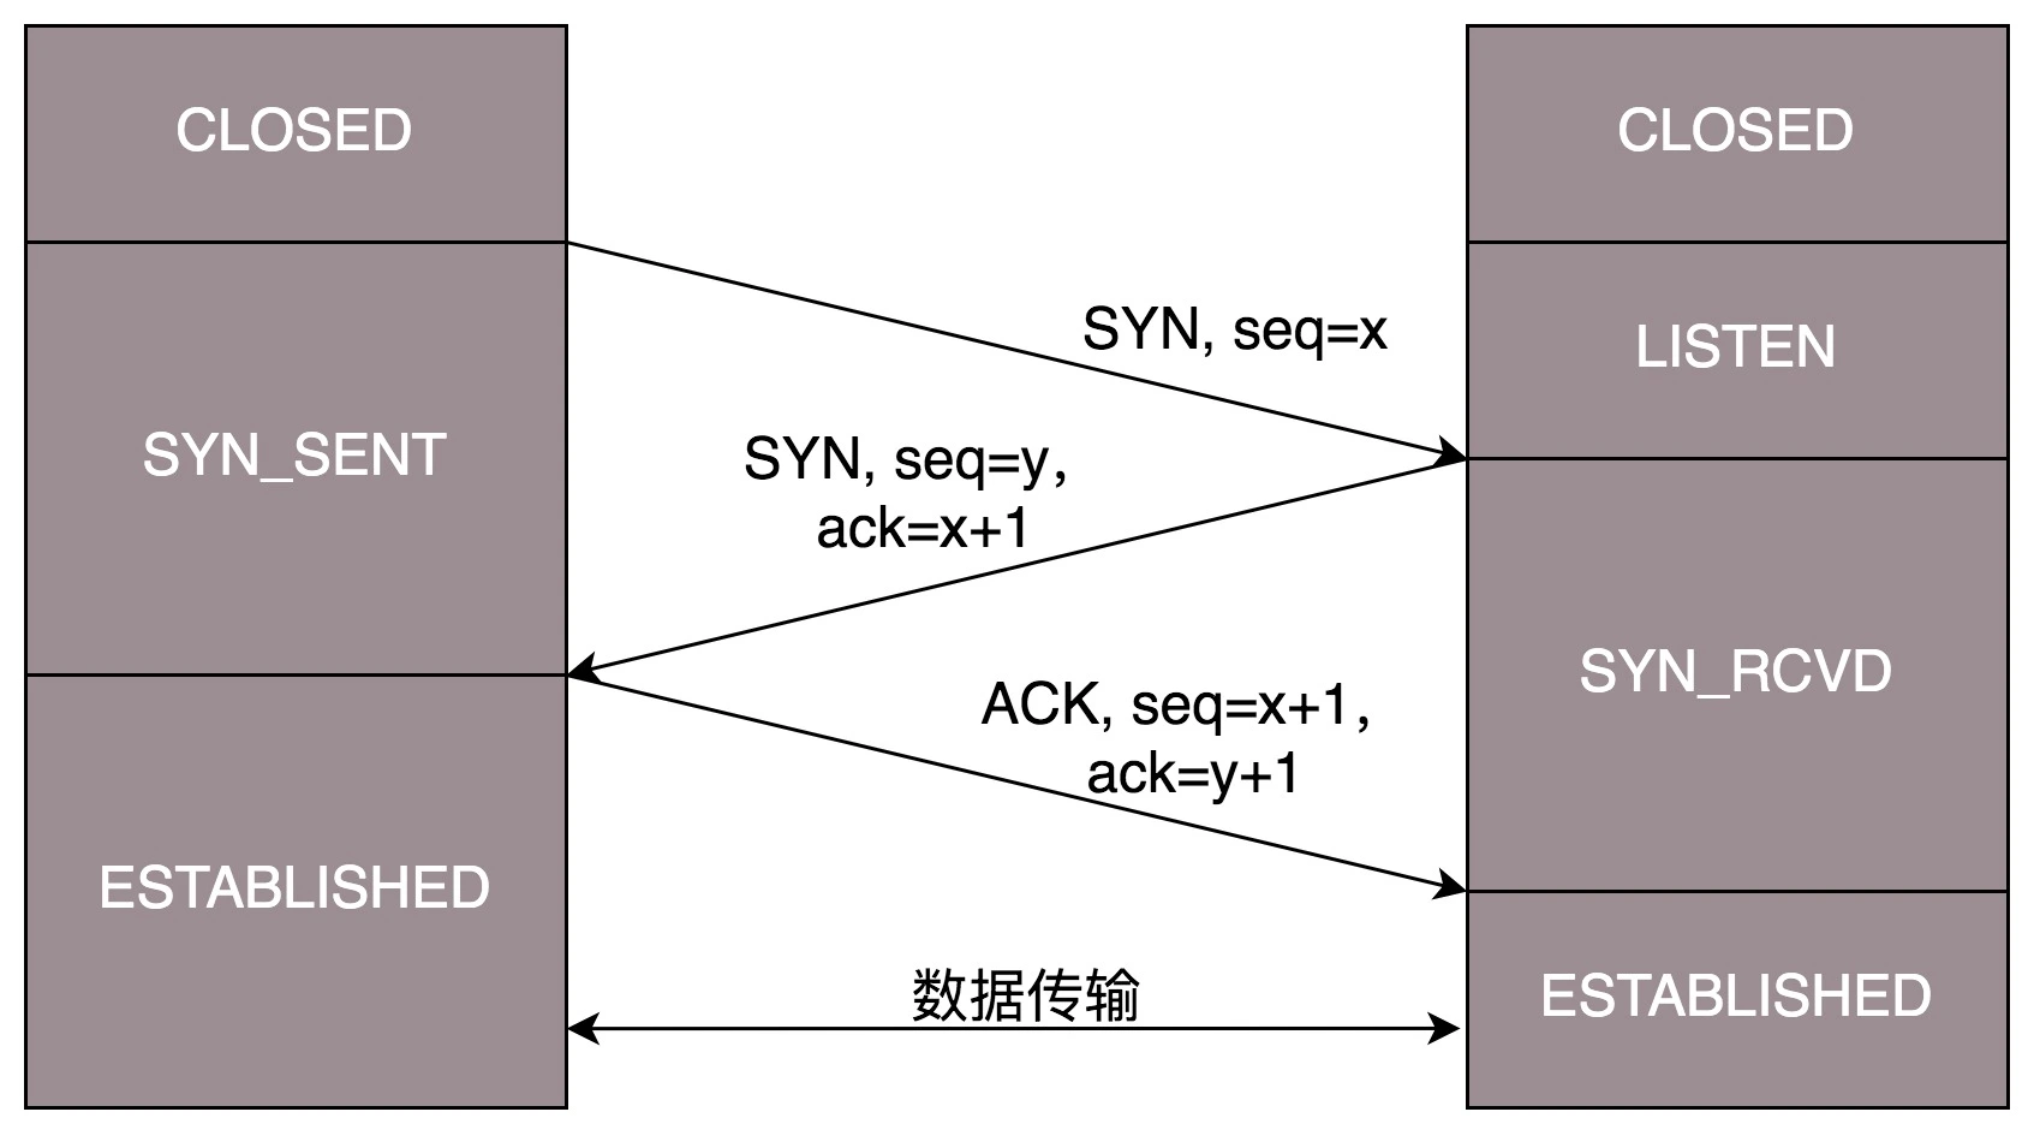 CLOSED
CLOSED
SYN, seq=x
LISTEN
SYN_SENT
SYN, seq=y,
ack=x+1
SYN_RCVD
ACK, seq=x+1,
ack=y+1
ESTABLISHED
数据传输
ESTABLISHED